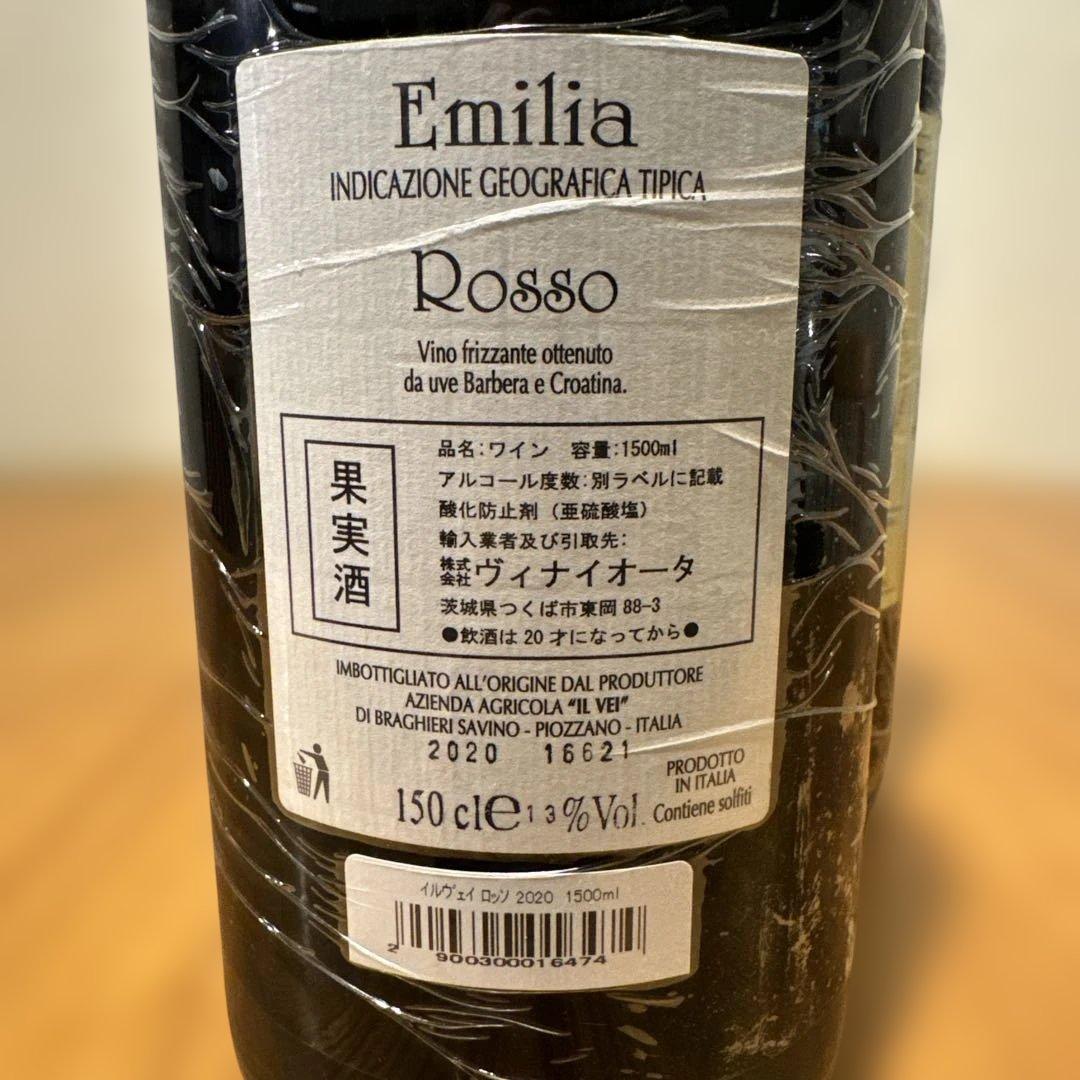 Emilia
INDICAZIONE GEOGRAFICA TIPICA
Rosso
Vino frizzante ottenuto
da uve Barbera e Croatina.
果実酒
品名:ワイン 容量:1500ml
アルコール度数:別ラベルに記載
酸化防止剤(亜硫酸塩)
輸入業者及び引取先:
株式会社ヴィナイオータ
茨城県つくば市東岡 88-3
●飲酒は 20 才になってから●
IMBOTTIGLIATO ALL'ORIGINE DAL PRODUTTORE
AZIENDA AGRICOLA "IL VEI"
DI BRAGHIERI SAVINO - PIOZZANO - ITALIA
2020 16621
PRODOTTO
IN ITALIA
150 cl e 13 %Vol. Contiene solfiti
イルヴェイ ロッソ 2020 1500ml
2 900300016474